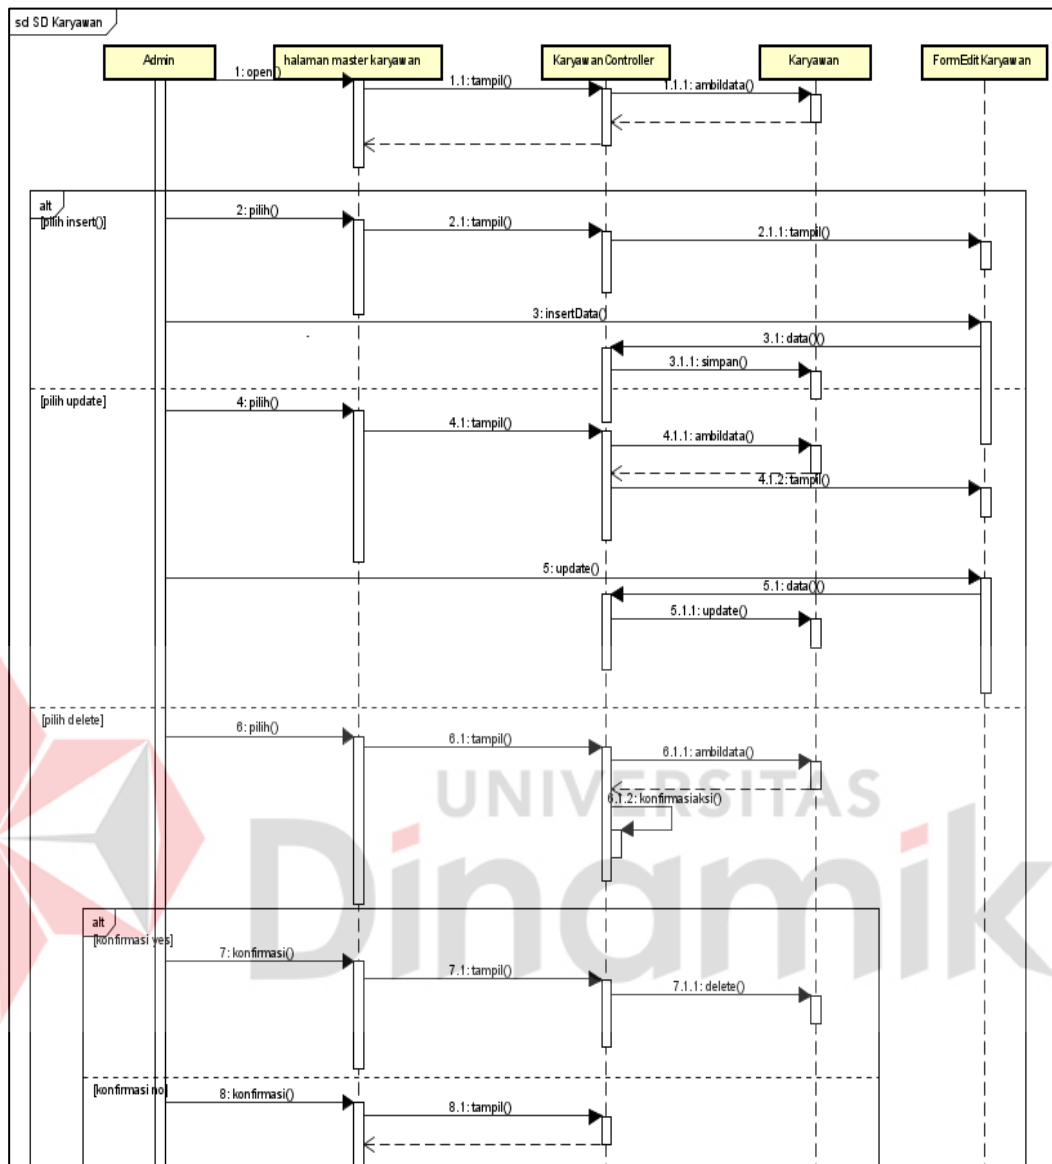 sd SD Karyawan
Admin
halaman master karyawan
Karyawan Controller
Karyawan
FormEditKaryawan
1: open()
1.1: tampil()
1.1.1: ambildata()
alt
[pilih insert()]
2: pilih()
2.1: tampil()
2.1.1: tampil()
3: insertData()
3.1: data()()
3.1.1: simpan()
[pilih update]
4: pilih()
4.1: tampil()
4.1.1: ambildata()
4.1.2: tampil()
5: update()
5.1: data()()
5.1.1: update()
[pilih delete]
6: pilih()
6.1: tampil()
6.1.1: ambildata()
UNIVERSITAS
6.1.2: konfirmasiaksi()
Dinamika
alt
[konfirmasi yes]
7: konfirmasi()
7.1: tampil()
7.1.1: delete()
[konfirmasi no]
8: konfirmasi()
8.1: tampil()